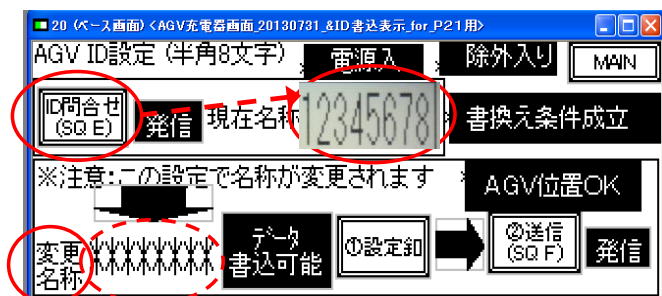 20 (ベース画面) <AGV充電器画面_20130731_&ID書込表示_for_P21用>
AGV ID設定 (半角8文字) 電源入 除外入り MAIN
ID問合せ (SQ E) 発信 現在名称 12345678 書換え条件成立
※注意:この設定で名称が変更されます AGV位置OK
変更名称 XXXXXXXX データ書込可能 ①設定釦 ②送信 (SQ F) 発信